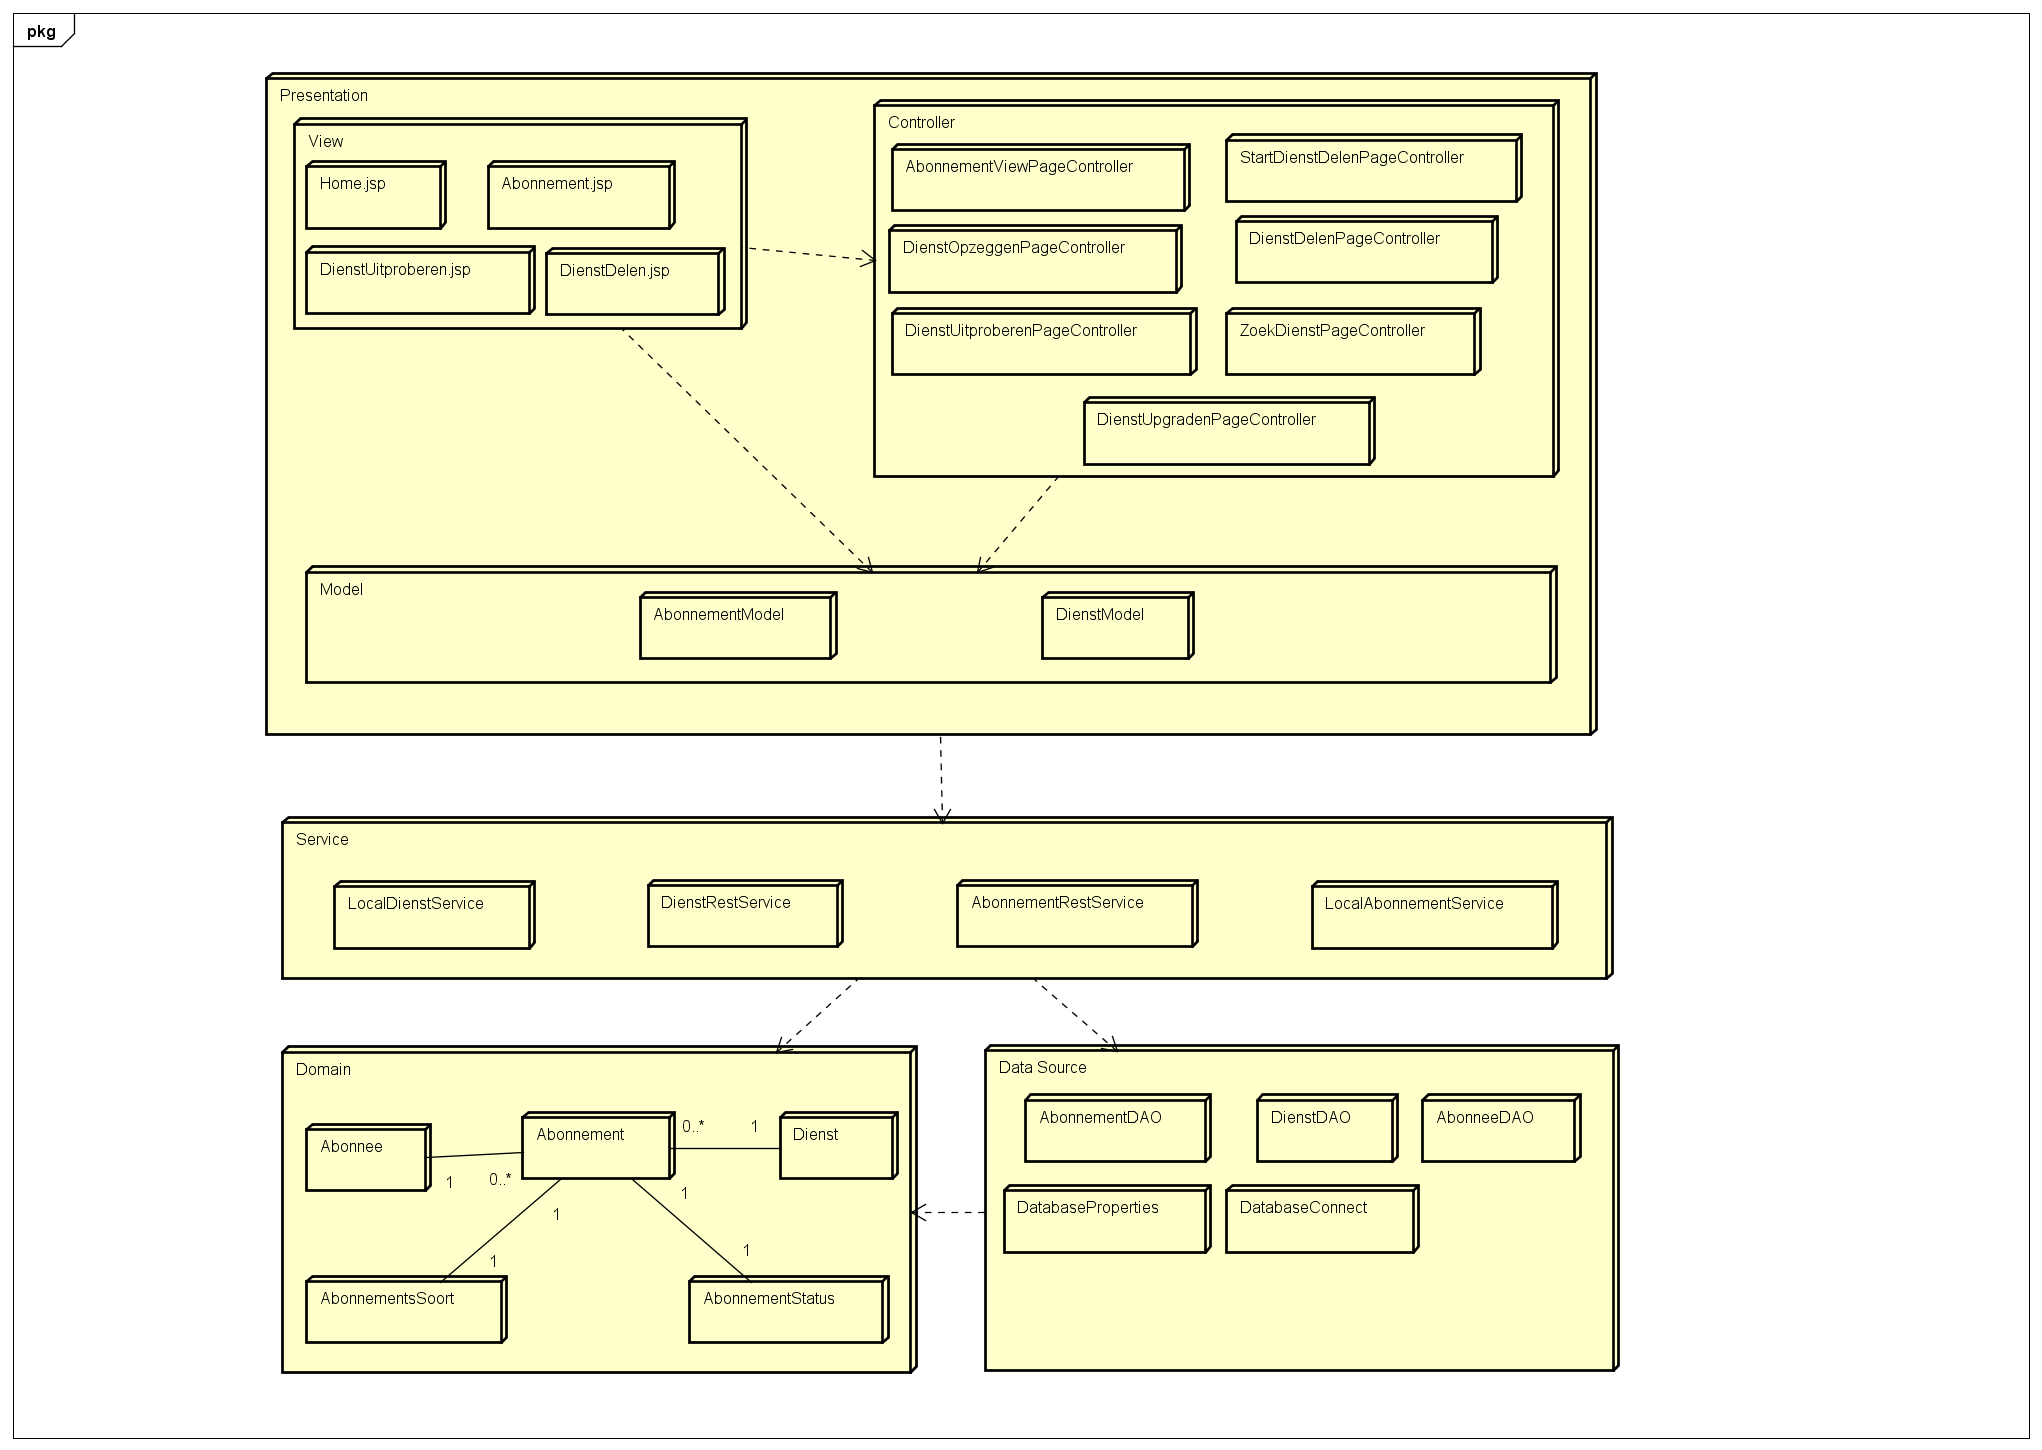 pkg
Presentation
View
Home.jsp
Abonnement.jsp
DienstUitproberen.jsp
DienstDelen.jsp
Controller
AbonnementViewPageController
StartDienstDelenPageController
DienstOpzeggenPageController
DienstDelenPageController
DienstUitproberenPageController
ZoekDienstPageController
DienstUpgradenPageController
Model
AbonnementModel
DienstModel
Service
LocalDienstService
DienstRestService
AbonnementRestService
LocalAbonnementService
Domain
Abonnee
Abonnement
Dienst
0..*
1
1
0..*
1
1
1
1
AbonnementsSoort
AbonnementStatus
Data Source
AbonnementDAO
DienstDAO
AbonneeDAO
DatabaseProperties
DatabaseConnect